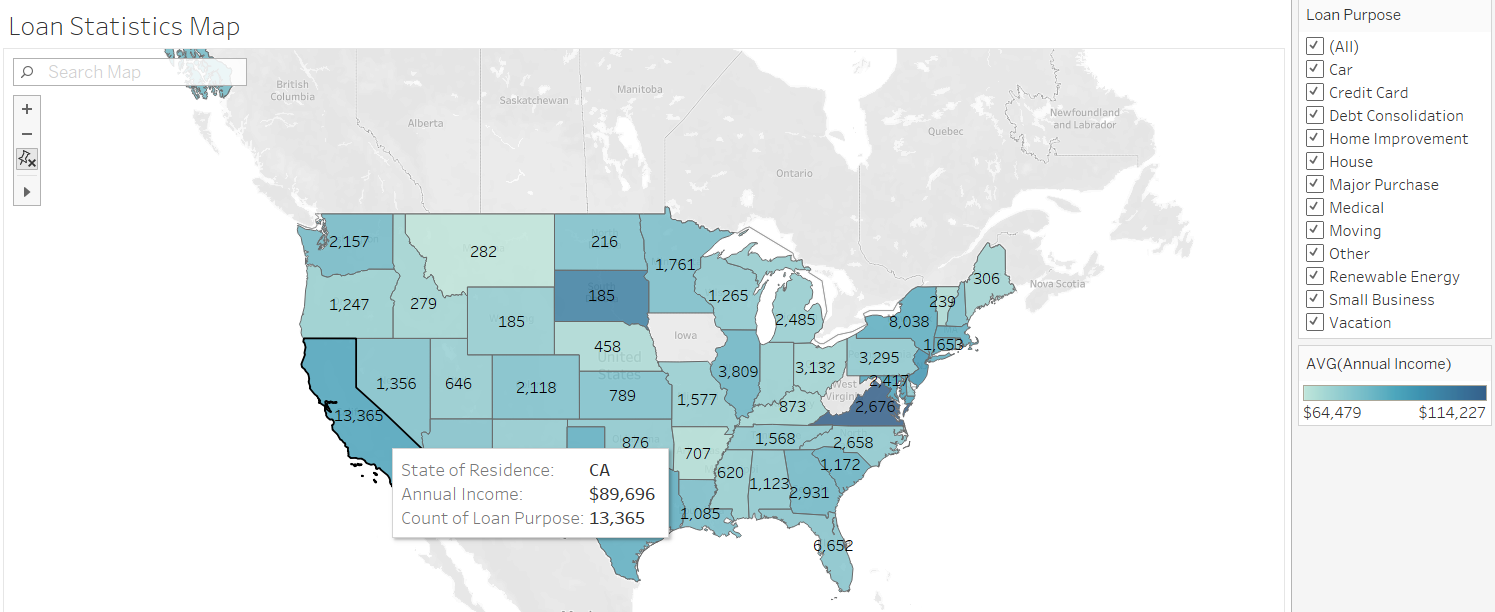 Loan Statistics Map
Search Map
British
Columbia
Alberta
Saskatchewan
Manitoba
Ontario
Quebec
Newfoundland
and Labrador
Nova Scotia
2,157
282
216
1,761
306
1,247
279
185
185
1,265
2,485
239
8,038
1,653
Iowa
458
United
States
1,356
646
2,118
789
3,809
3,132
3,295
2,417
West
Virginia
13,365
1,577
873
2,676
876
707
1,568
2,658
620
1,123
2,931
1,172
1,085
6,652
State of Residence: CA
Annual Income: $89,696
Count of Loan Purpose: 13,365
Loan Purpose
(All)
Car
Credit Card
Debt Consolidation
Home Improvement
House
Major Purchase
Medical
Moving
Other
Renewable Energy
Small Business
Vacation
AVG(Annual Income)
$64,479 $114,227